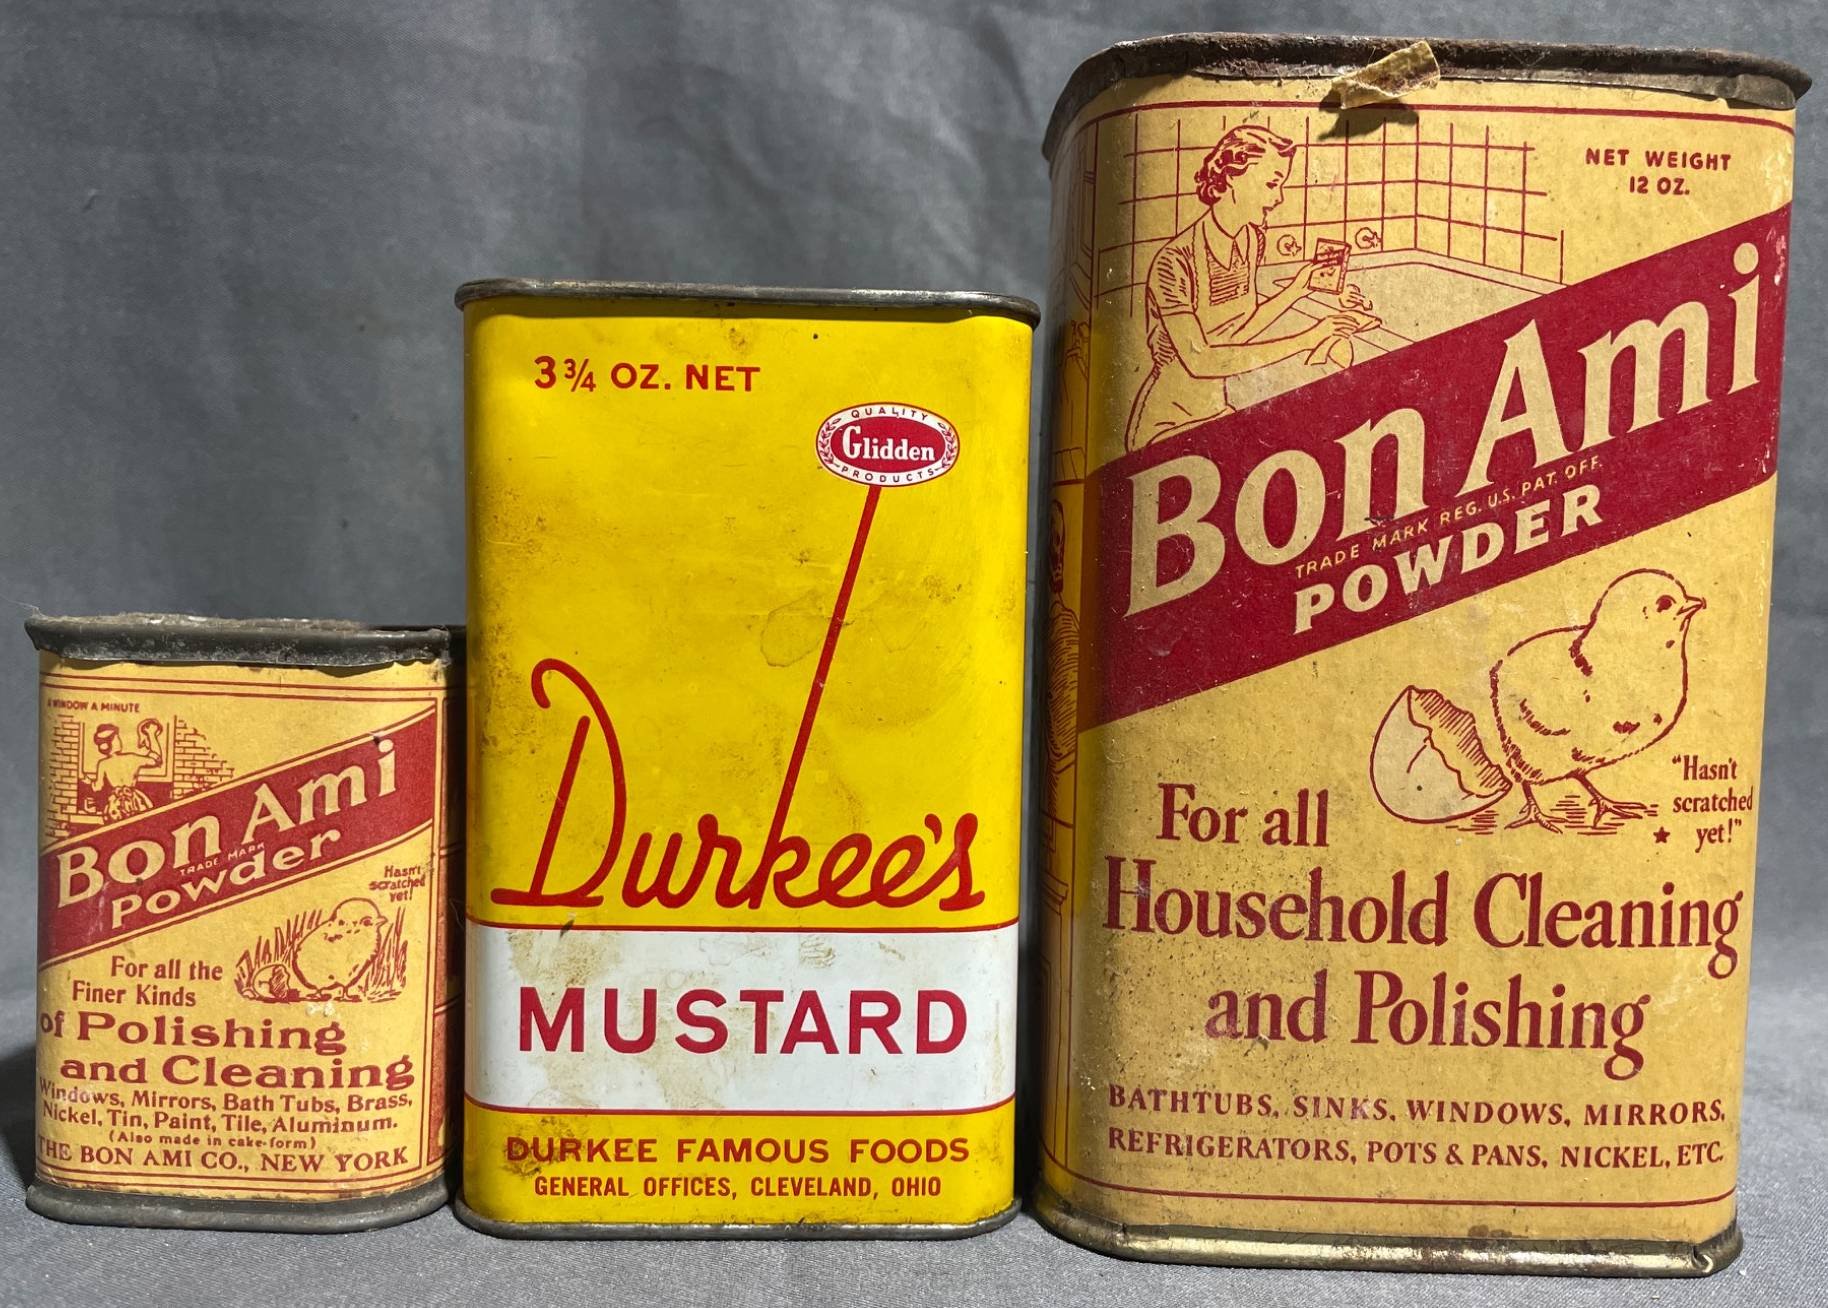 A WINDOW A MINUTE
Bon Ami
TRADE MARK
Powder
Hasn't
scratched
yet!
For all the
Finer Kinds
of Polishing
and Cleaning
Windows, Mirrors, Bath Tubs, Brass,
Nickel, Tin, Paint, Tile, Aluminum.
(Also made in cake-form)
THE BON AMI CO., NEW YORK
3 3/4 OZ. NET
QUALITY
Glidden
PRODUCTS
Durkee's
MUSTARD
DURKEE FAMOUS FOODS
GENERAL OFFICES, CLEVELAND, OHIO
NET WEIGHT
12 OZ.
Bon Ami
TRADE MARK REG. U.S. PAT. OFF.
POWDER
"Hasn't
scratched
yet!"
For all
Household Cleaning
and Polishing
BATHTUBS, SINKS, WINDOWS, MIRRORS,
REFRIGERATORS, POTS & PANS, NICKEL, ETC.